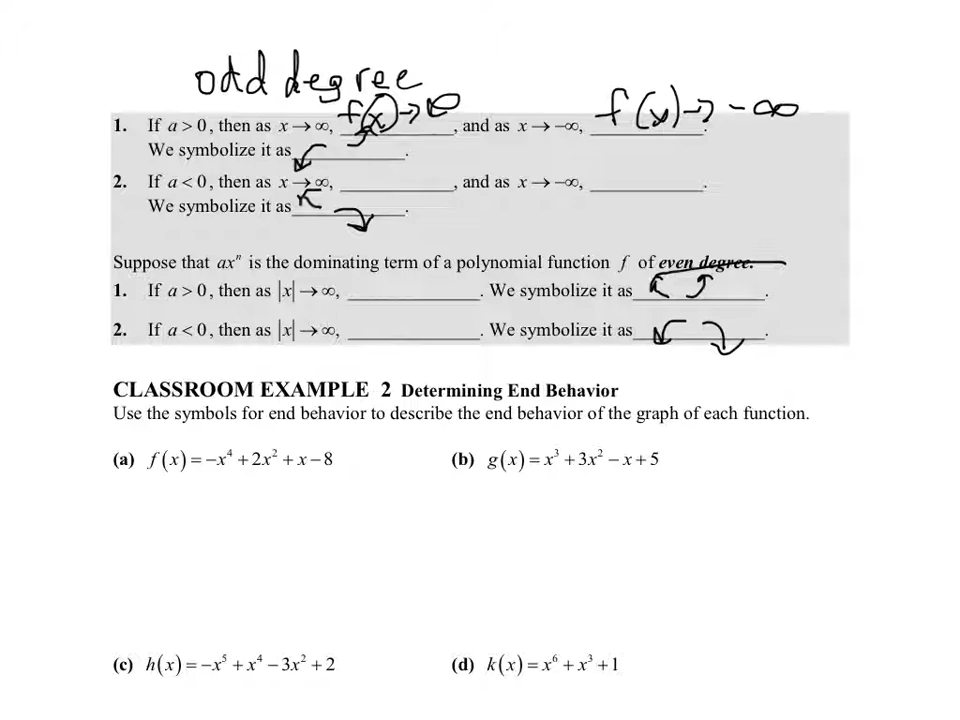 odd degree
1. If a > 0, then as x → ∞, f(x) → ∞, and as x → −∞, f(x) → −∞.
We symbolize it as ↙ ↗.
2. If a < 0, then as x → ∞, ____________, and as x → −∞, ____________.
We symbolize it as ↖ ↘.
Suppose that axⁿ is the dominating term of a polynomial function f of even degree.
1. If a > 0, then as |x| → ∞, ______________. We symbolize it as ↖ ↗.
2. If a < 0, then as |x| → ∞, ______________. We symbolize it as ↙ ↘.
CLASSROOM EXAMPLE 2 Determining End Behavior
Use the symbols for end behavior to describe the end behavior of the graph of each function.
(a) f(x) = −x⁴ + 2x² + x − 8 (b) g(x) = x³ + 3x² − x + 5
(c) h(x) = −x⁵ + x⁴ − 3x² + 2 (d) k(x) = x⁶ + x³ + 1